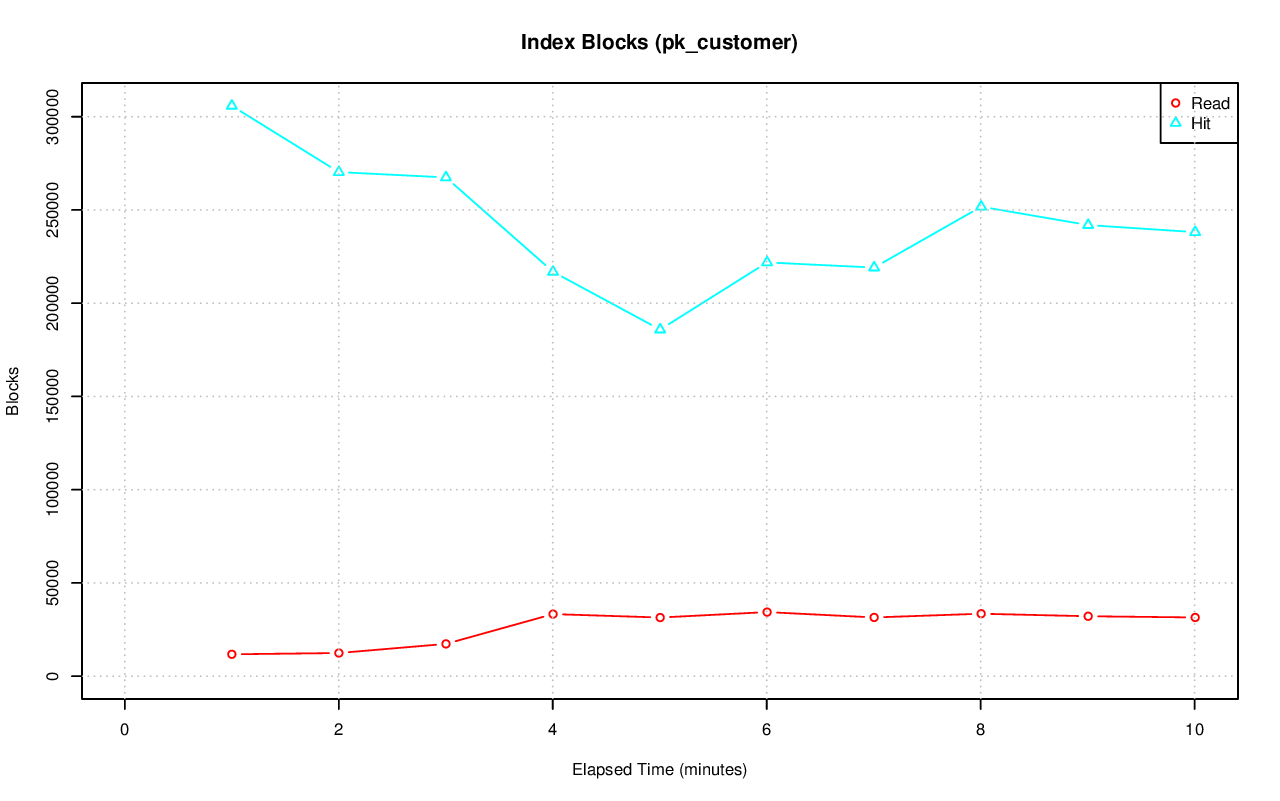 Index Blocks (pk_customer)
Read
Hit
300000
250000
200000
150000
100000
50000
0
Blocks
0 2 4 6 8 10
Elapsed Time (minutes)